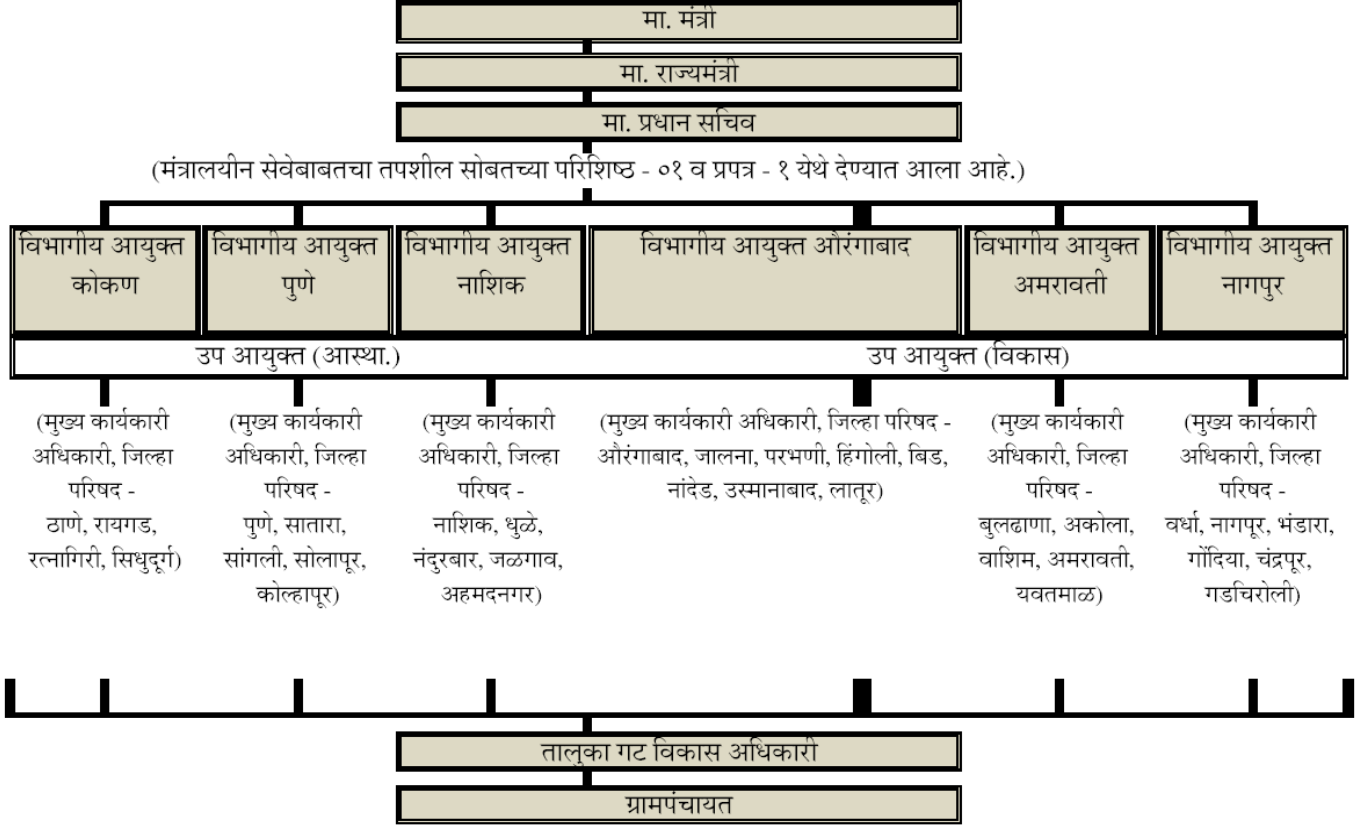 मा. मंत्री
मा. राज्यमंत्री
मा. प्रधान सचिव
(मंत्रालयीन सेवेबाबतचा तपशील सोबतच्या परिशिष्ठ - ०१ व प्रपत्र - १ येथे देण्यात आला आहे.)
विभागीय आयुक्त
कोकण
विभागीय आयुक्त
पुणे
विभागीय आयुक्त
नाशिक
विभागीय आयुक्त औरंगाबाद
विभागीय आयुक्त
अमरावती
विभागीय आयुक्त
नागपुर
उप आयुक्त (आस्था.)
उप आयुक्त (विकास)
(मुख्य कार्यकारी
अधिकारी, जिल्हा
परिषद -
ठाणे, रायगड,
रत्नागिरी, सिधुदूर्ग)
(मुख्य कार्यकारी
अधिकारी, जिल्हा
परिषद -
पुणे, सातारा,
सांगली, सोलापूर,
कोल्हापूर)
(मुख्य कार्यकारी
अधिकारी, जिल्हा
परिषद -
नाशिक, धुळे,
नंदुरबार, जळगाव,
अहमदनगर)
(मुख्य कार्यकारी अधिकारी, जिल्हा परिषद -
औरंगाबाद, जालना, परभणी, हिंगोली, बिड,
नांदेड, उस्मानाबाद, लातूर)
(मुख्य कार्यकारी
अधिकारी, जिल्हा
परिषद -
बुलढाणा, अकोला,
वाशिम, अमरावती,
यवतमाळ)
(मुख्य कार्यकारी
अधिकारी, जिल्हा
परिषद -
वर्धा, नागपूर, भंडारा,
गोंदिया, चंद्रपूर,
गडचिरोली)
तालुका गट विकास अधिकारी
ग्रामपंचायत